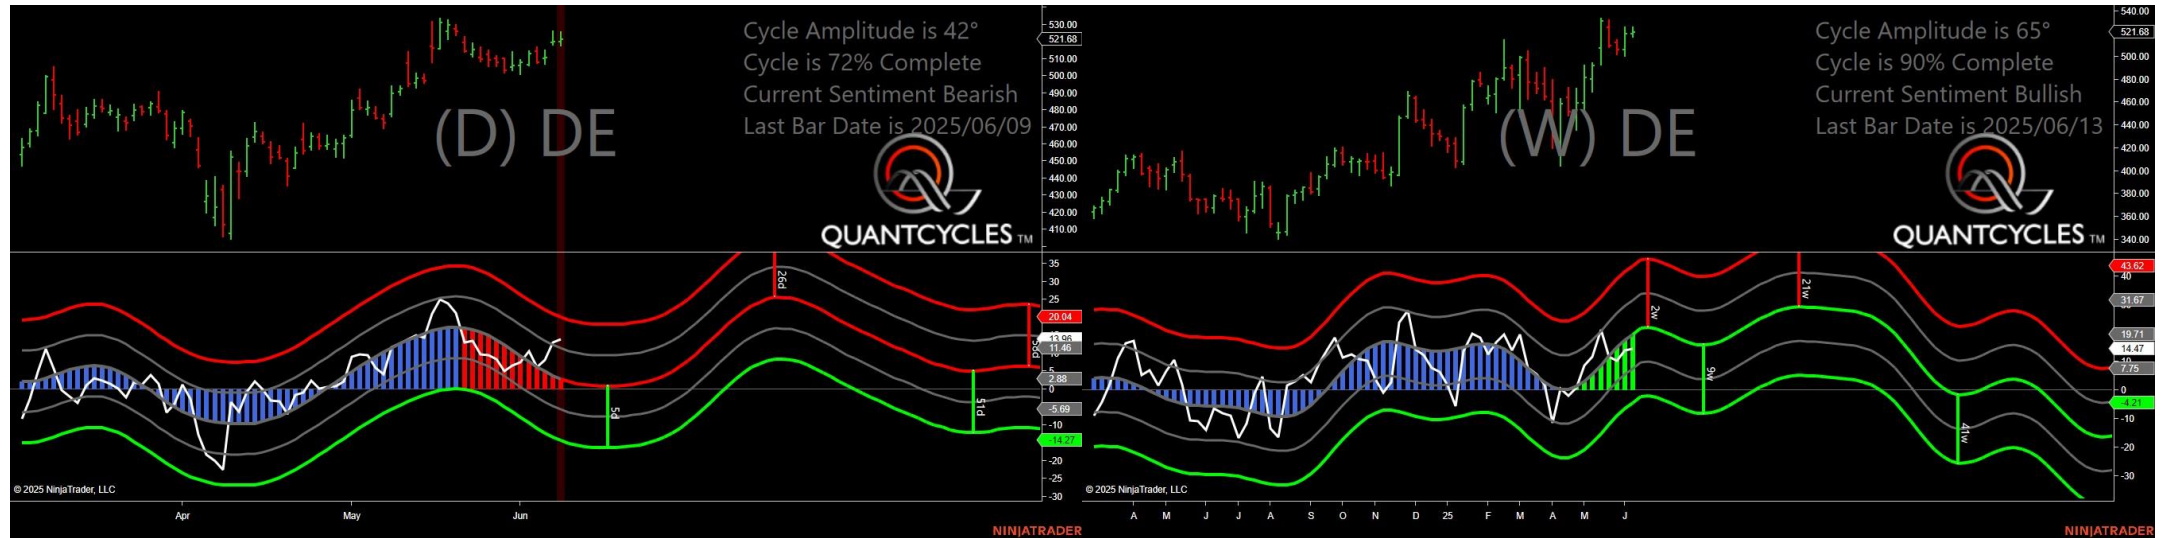 Cycle Amplitude is 42°
Cycle is 72% Complete
Current Sentiment Bearish
Last Bar Date is 2025/06/09
(D) DE
QUANTCYCLES TM
530.00
521.68
510.00
500.00
490.00
480.00
470.00
460.00
450.00
440.00
430.00
420.00
410.00
35
30
25
20.04
13.96
11.46
5
2.88
0
-5.69
-10
-14.27
-20
-25
-30
26d
5d
51d
© 2025 NinjaTrader, LLC
Apr
May
Jun
NINJATRADER
Cycle Amplitude is 65°
Cycle is 90% Complete
Current Sentiment Bullish
Last Bar Date is 2025/06/13
(W) DE
QUANTCYCLES TM
540.00
521.68
500.00
480.00
460.00
440.00
420.00
400.00
380.00
360.00
340.00
43.62
40
31.67
19.71
14.47
7.75
0
-4.21
-10
-20
-30
2w
9w
21w
41w
© 2025 NinjaTrader, LLC
A M J J A S O N D 25 F M A M J
NINJATRADER